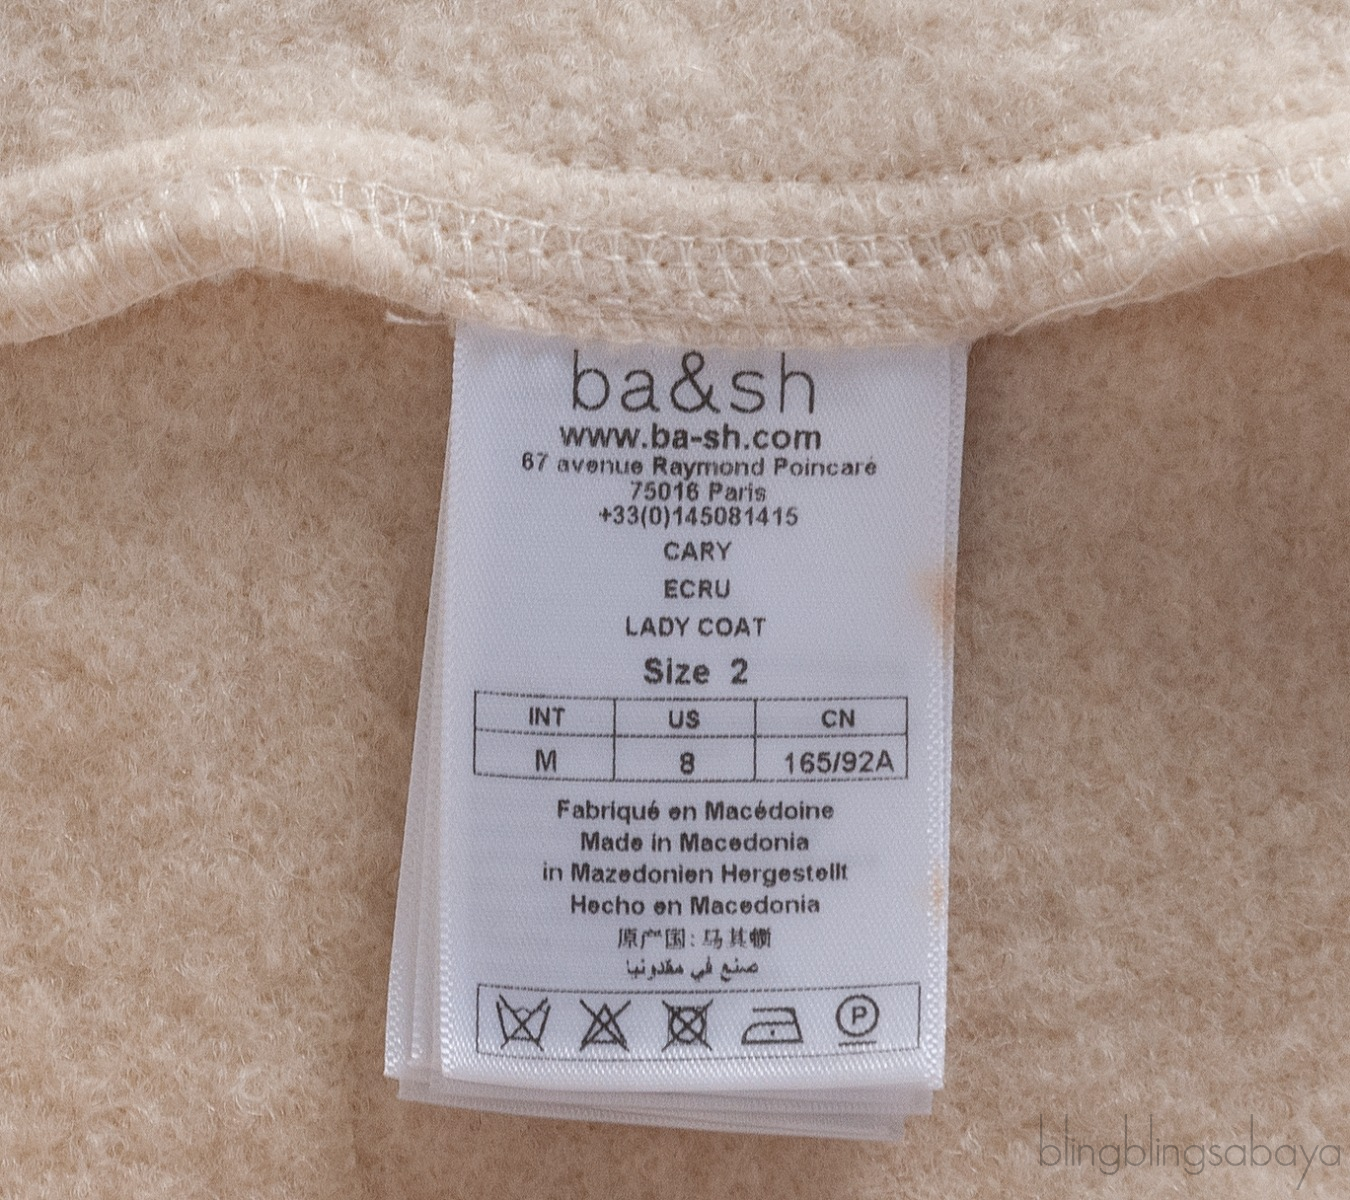 ba&sh
www.ba-sh.com
67 avenue Raymond Poincaré
75016 Paris
+33(0)145081415
CARY
ECRU
LADY COAT
Size 2
INT US CN
M 8 165/92A
Fabriqué en Macédoine
Made in Macedonia
in Mazedonien Hergestellt
Hecho en Macedonia
原产国: 马其顿
صنع في مقدونيا
P
blingblingsabaya